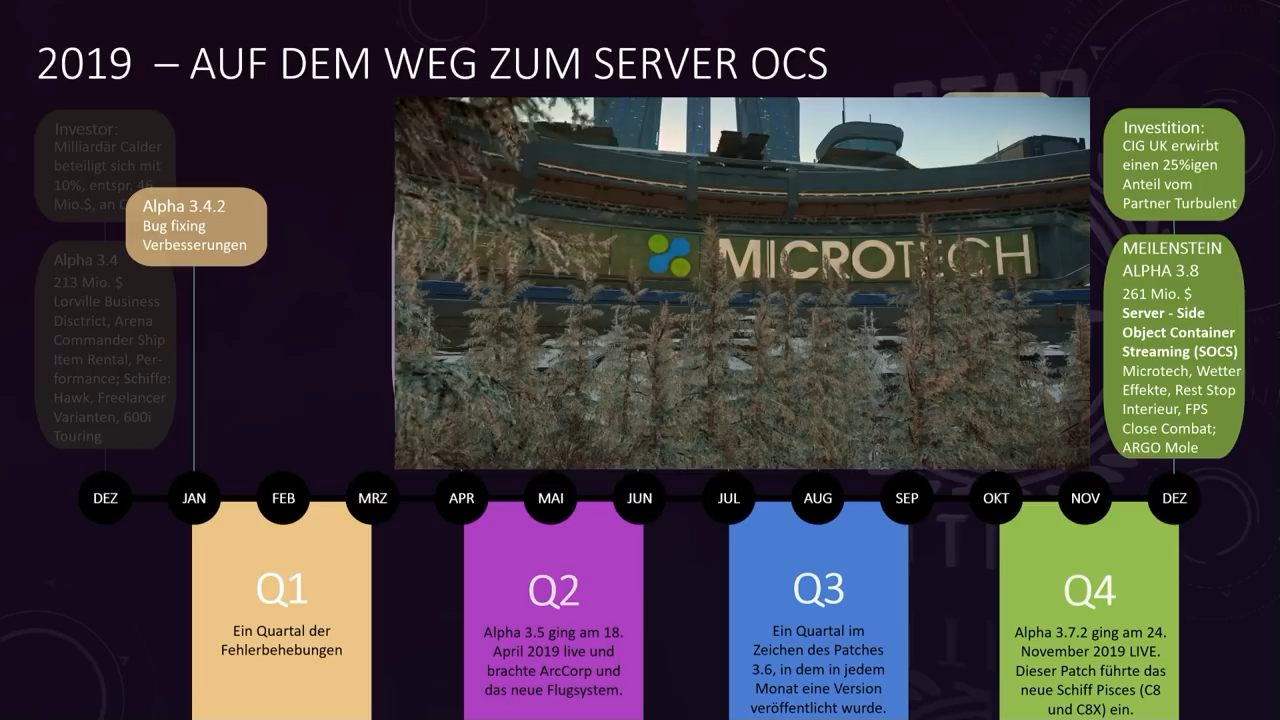 2019 – AUF DEM WEG ZUM SERVER OCS
Investor:
Milliardär Calder
beteiligt sich mit
10%, entspr. 46
Mio.$, an
Alpha 3.4.2
Bug fixing
Verbesserungen
Alpha 3.4
213 Mio. $
Lorville Business
Disctrict, Arena
Commander Ship
Item Rental, Per-
formance; Schiffe:
Hawk, Freelancer
Varianten, 600i
Touring
MICROTECH
Investition:
CIG UK erwirbt
einen 25%igen
Anteil vom
Partner Turbulent
MEILENSTEIN
ALPHA 3.8
261 Mio. $
Server - Side
Object Container
Streaming (SOCS)
Microtech, Wetter
Effekte, Rest Stop
Interieur, FPS
Close Combat;
ARGO Mole
DEZ JAN FEB MRZ APR MAI JUN JUL AUG SEP OKT NOV DEZ
Q1
Ein Quartal der
Fehlerbehebungen
Q2
Alpha 3.5 ging am 18.
April 2019 live und
brachte ArcCorp und
das neue Flugsystem.
Q3
Ein Quartal im
Zeichen des Patches
3.6, in dem in jedem
Monat eine Version
veröffentlicht wurde.
Q4
Alpha 3.7.2 ging am 24.
November 2019 LIVE.
Dieser Patch führte das
neue Schiff Pisces (C8
und C8X) ein.